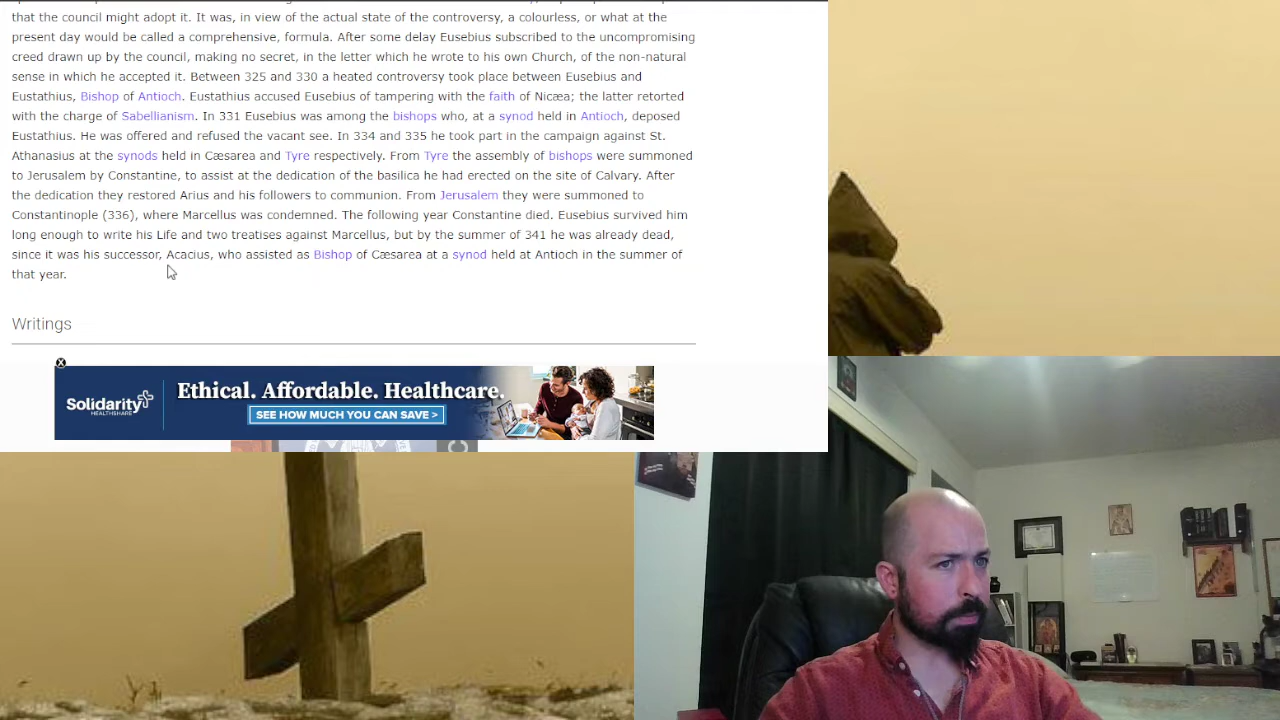 that the council might adopt it. It was, in view of the actual state of the controversy, a colourless, or what at the
present day would be called a comprehensive, formula. After some delay Eusebius subscribed to the uncompromising
creed drawn up by the council, making no secret, in the letter which he wrote to his own Church, of the non-natural
sense in which he accepted it. Between 325 and 330 a heated controversy took place between Eusebius and
Eustathius, Bishop of Antioch. Eustathius accused Eusebius of tampering with the faith of Nicæa; the latter retorted
with the charge of Sabellianism. In 331 Eusebius was among the bishops who, at a synod held in Antioch, deposed
Eustathius. He was offered and refused the vacant see. In 334 and 335 he took part in the campaign against St.
Athanasius at the synods held in Cæsarea and Tyre respectively. From Tyre the assembly of bishops were summoned
to Jerusalem by Constantine, to assist at the dedication of the basilica he had erected on the site of Calvary. After
the dedication they restored Arius and his followers to communion. From Jerusalem they were summoned to
Constantinople (336), where Marcellus was condemned. The following year Constantine died. Eusebius survived him
long enough to write his Life and two treatises against Marcellus, but by the summer of 341 he was already dead,
since it was his successor, Acacius, who assisted as Bishop of Cæsarea at a synod held at Antioch in the summer of
that year.
Writings
Solidarity
HEALTHSHARE
Ethical. Affordable. Healthcare.
SEE HOW MUCH YOU CAN SAVE >